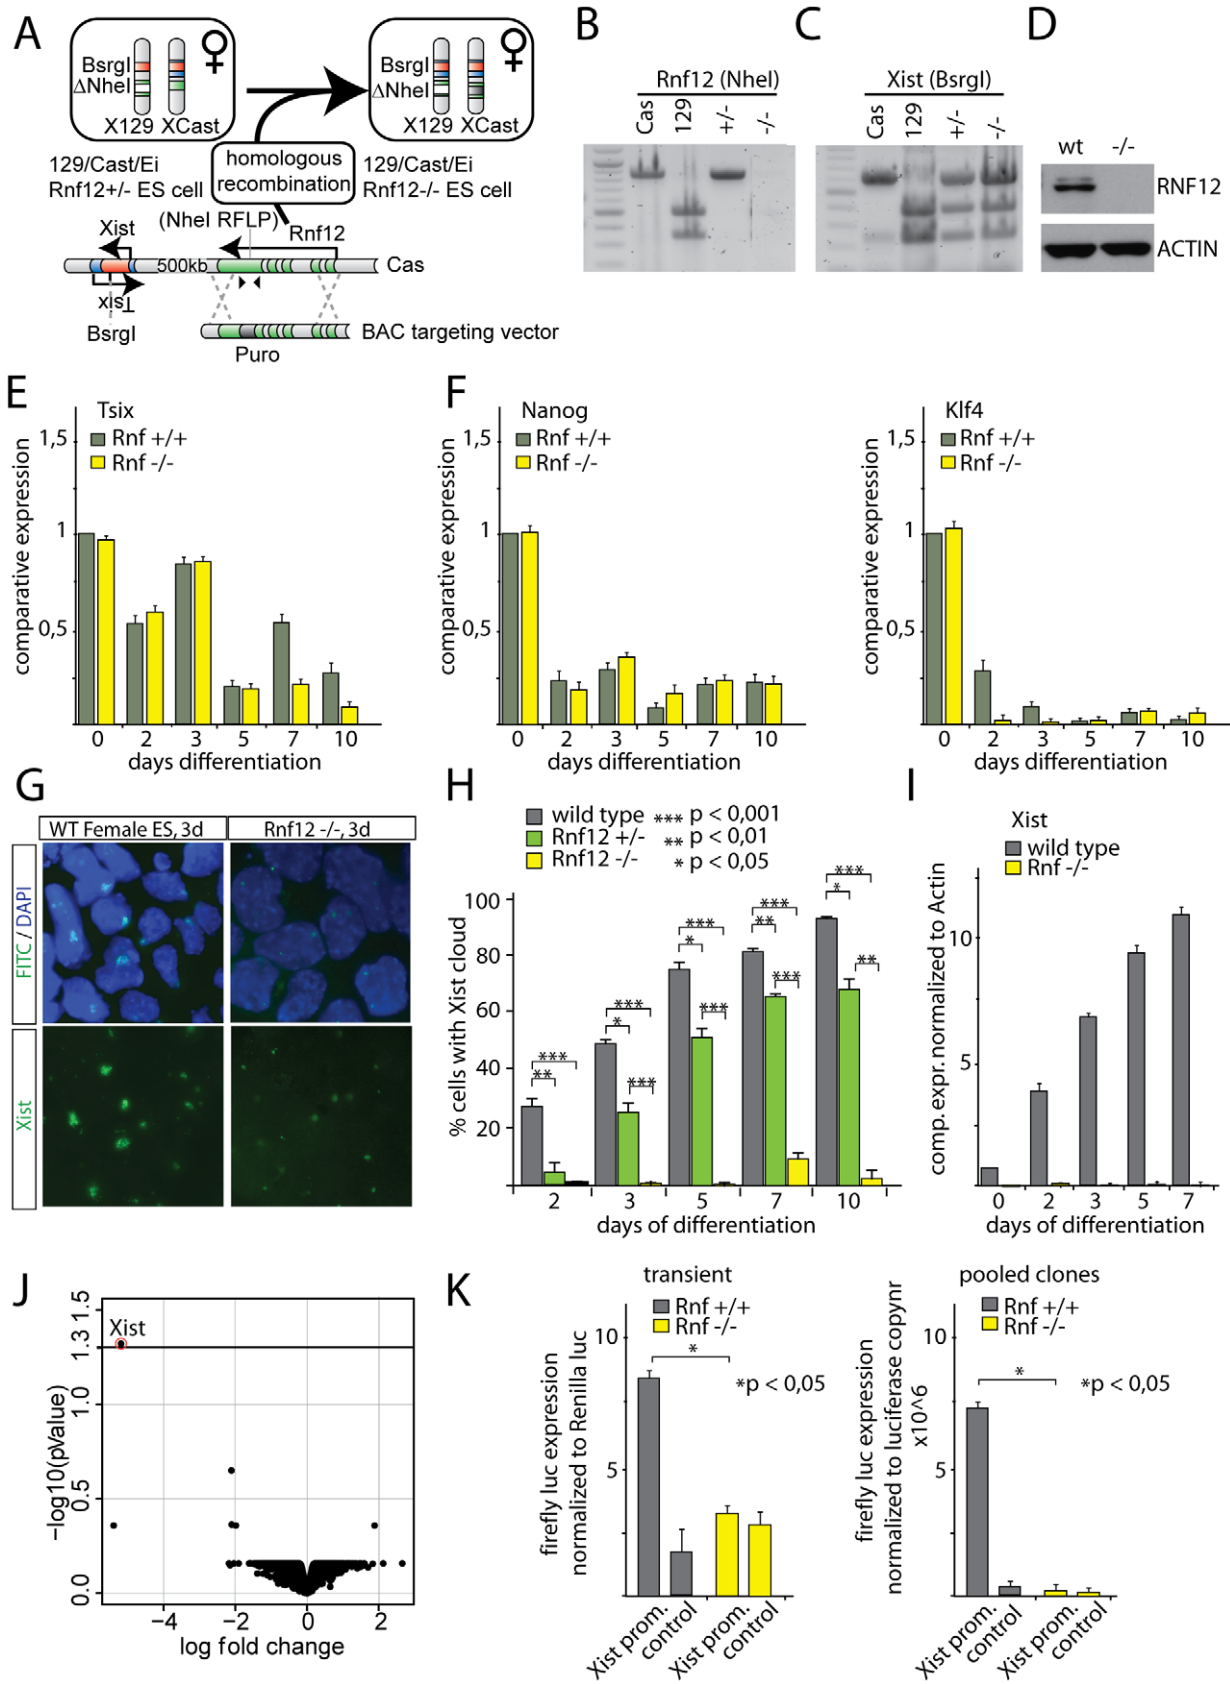 A
BsrgI
ΔNheI
X129 XCast
♀
BsrgI
ΔNheI
X129 XCast
♀
129/Cast/Ei
Rnf12+/- ES cell
homologous
recombination
129/Cast/Ei
Rnf12-/- ES cell
(NheI RFLP)
Xist
Rnf12
500kb
Cas
Tsix
BsrgI
BAC targeting vector
Puro
B
Rnf12 (NheI)
Cas 129 +/- -/-
C
Xist (BsrgI)
Cas 129 +/- -/-
D
wt -/-
RNF12
ACTIN
E
Tsix
Rnf +/+
Rnf -/-
comparative expression
1,5
1
0,5
0 2 3 5 7 10
days differentiation
F
Nanog
Rnf +/+
Rnf -/-
comparative expression
1,5
1
0,5
0 2 3 5 7 10
days differentiation
Klf4
Rnf +/+
Rnf -/-
comparative expression
1,5
1
0,5
0 2 3 5 7 10
days differentiation
G
WT Female ES, 3d
Rnf12 -/-, 3d
FITC / DAPI
Xist
H
wild type
Rnf12 +/-
Rnf12 -/-
*** p < 0,001
** p < 0,01
* p < 0,05
% cells with Xist cloud
100
80
60
40
20
***
**
***
*
***
***
*
***
***
**
***
***
*
**
2 3 5 7 10
days of differentiation
I
Xist
wild type
Rnf -/-
comp. expr. normalized to Actin
10
5
0 2 3 5 7
days of differentiation
J
Xist
−log10(pValue)
1.5
1.3
1.0
0.5
0.0
−4 −2 0 2
log fold change
K
transient
Rnf +/+
Rnf -/-
firefly luc expression
normalized to Renilla luc
10
5
*
*p < 0,05
Xist prom.
control
Xist prom.
control
pooled clones
Rnf +/+
Rnf -/-
firefly luc expression
normalized to luciferase copynr
x10^6
10
5
*
*p < 0,05
Xist prom.
control
Xist prom.
control